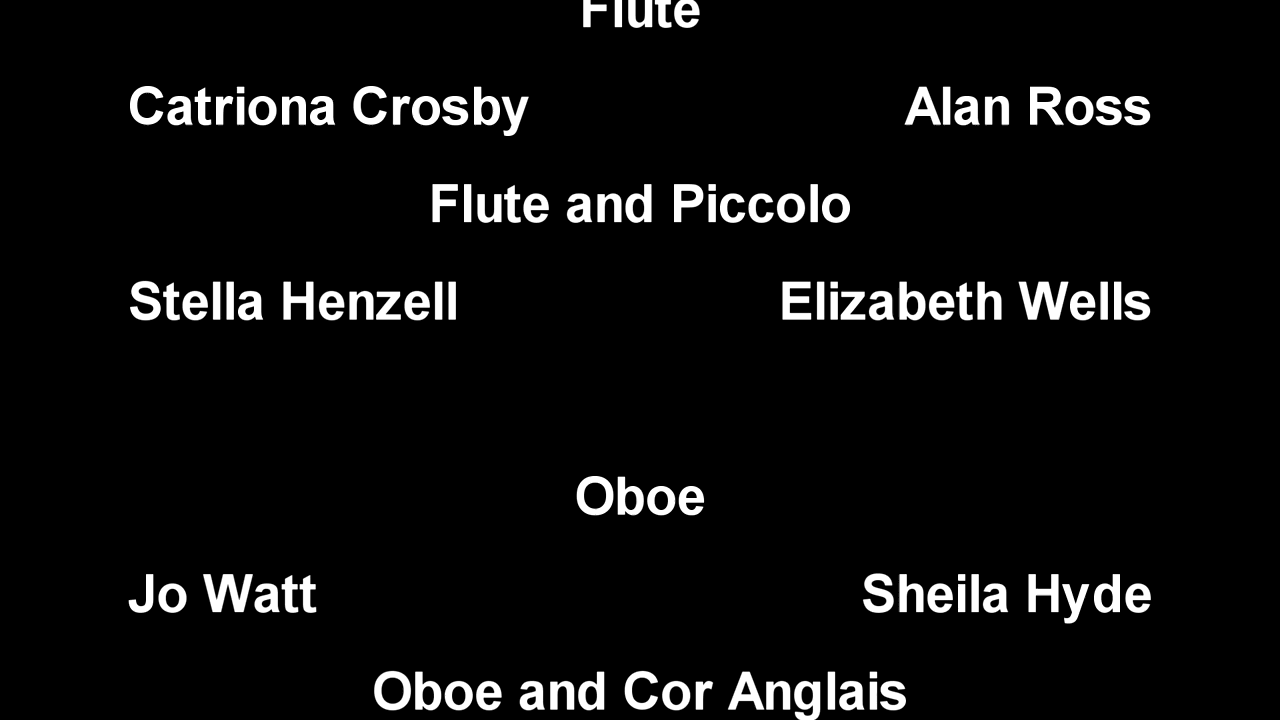 Flute
Catriona Crosby Alan Ross
Flute and Piccolo
Stella Henzell Elizabeth Wells
Oboe
Jo Watt Sheila Hyde
Oboe and Cor Anglais